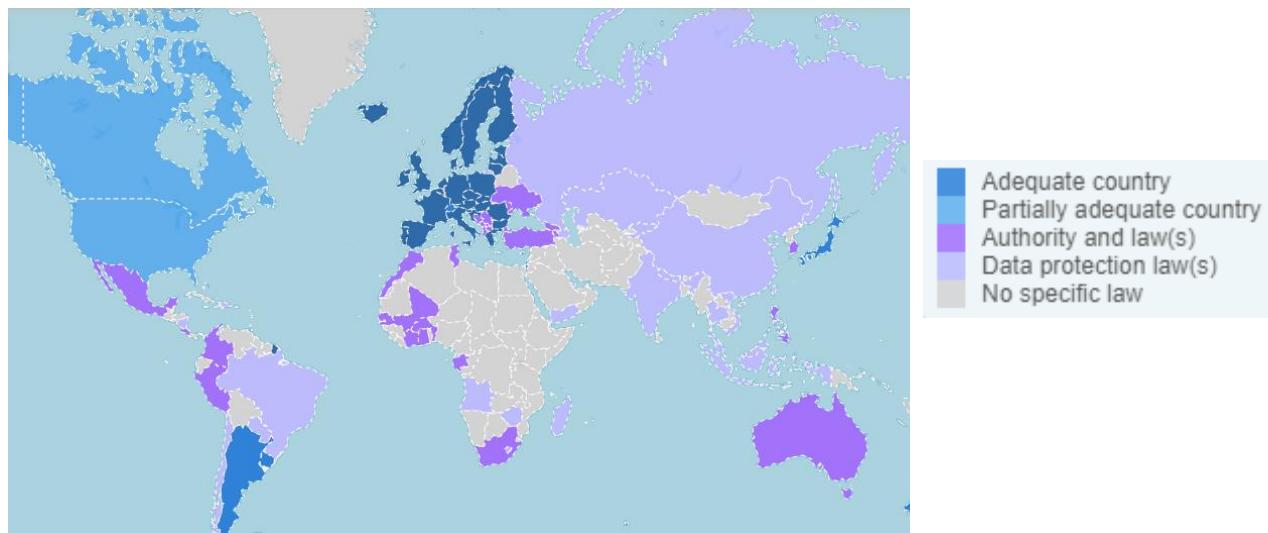 Adequate country
Partially adequate country
Authority and law(s)
Data protection law(s)
No specific law